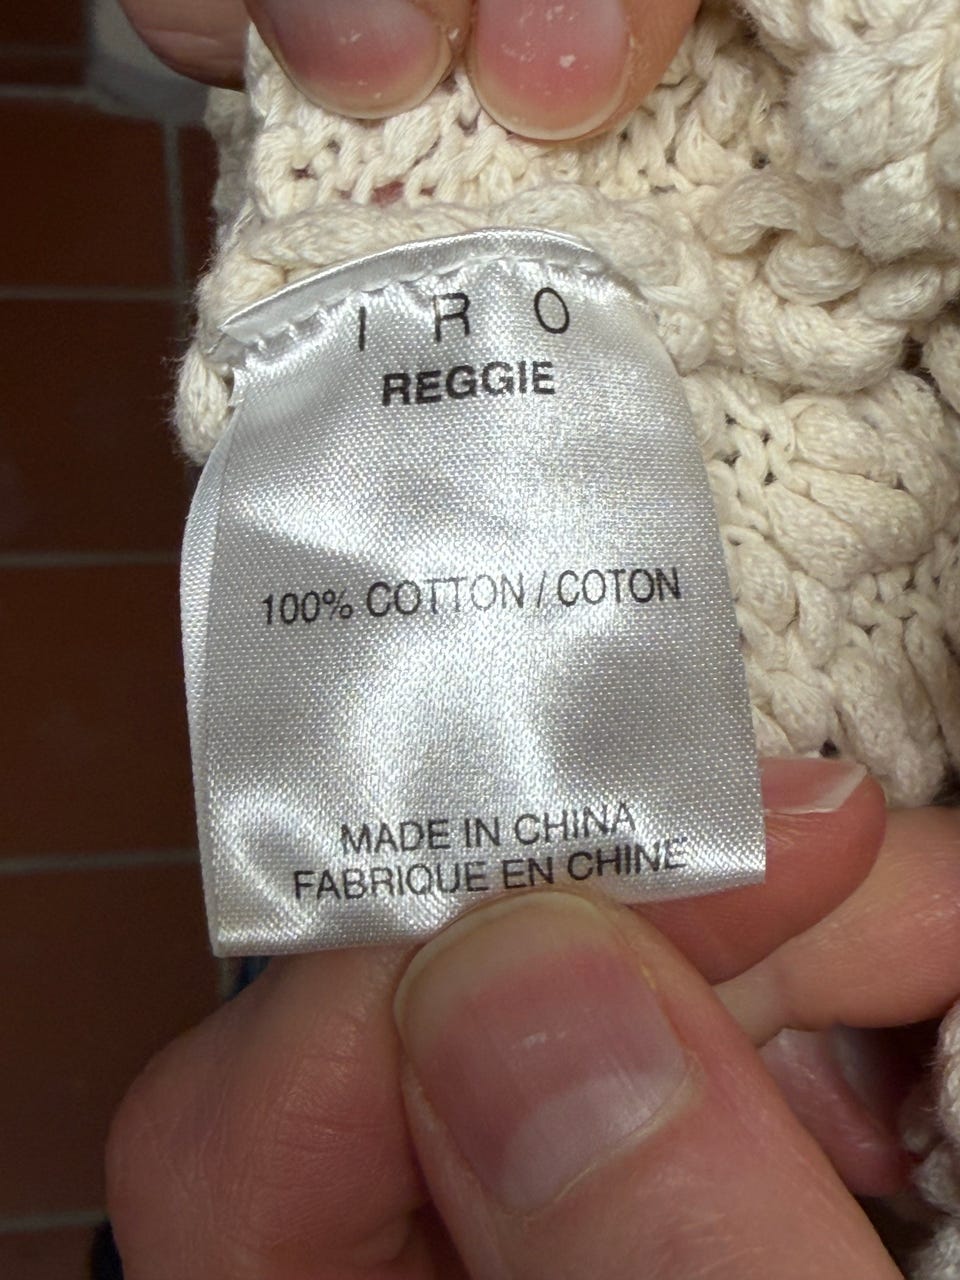 IRO
REGGIE
100% COTTON / COTON
MADE IN CHINA
FABRIQUE EN CHINE